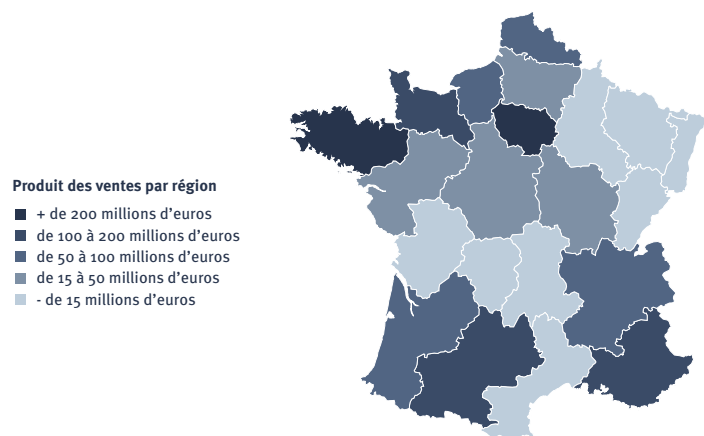 Produit des ventes par région
+ de 200 millions d’euros
de 100 à 200 millions d’euros
de 50 à 100 millions d’euros
de 15 à 50 millions d’euros
- de 15 millions d’euros